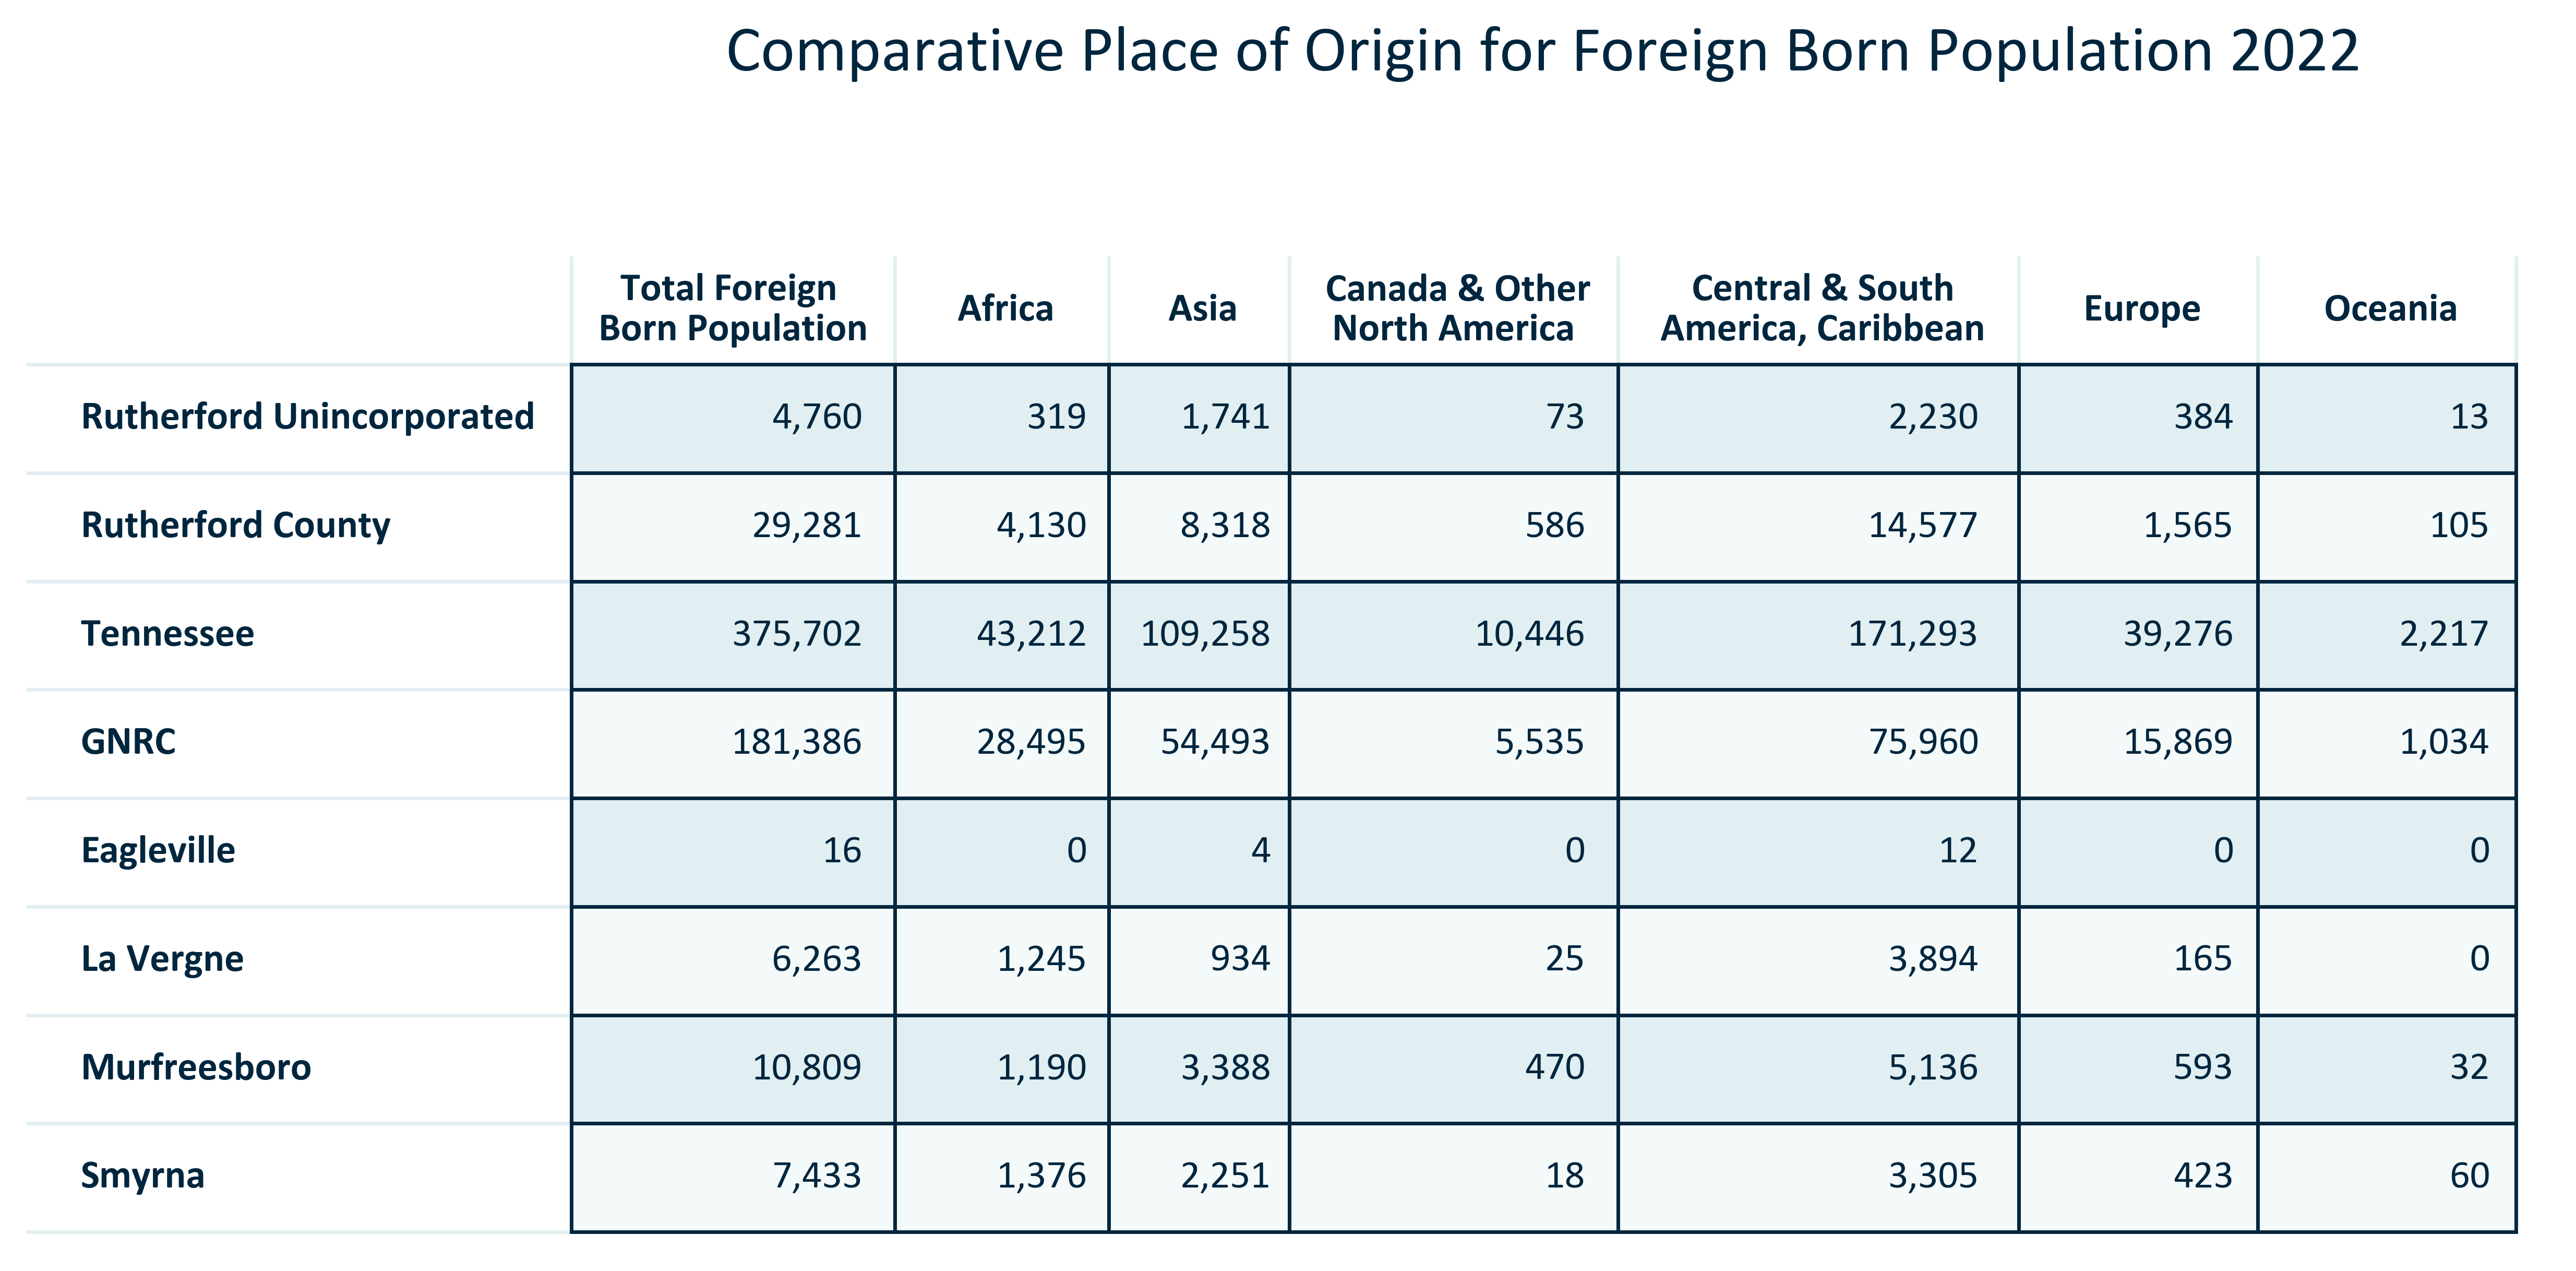 Comparative Place of Origin for Foreign Born Population 2022
Total Foreign Born Population Africa Asia Canada & Other North America Central & South America, Caribbean Europe Oceania
Rutherford Unincorporated 4,760 319 1,741 73 2,230 384 13
Rutherford County 29,281 4,130 8,318 586 14,577 1,565 105
Tennessee 375,702 43,212 109,258 10,446 171,293 39,276 2,217
GNRC 181,386 28,495 54,493 5,535 75,960 15,869 1,034
Eagleville 16 0 4 0 12 0 0
La Vergne 6,263 1,245 934 25 3,894 165 0
Murfreesboro 10,809 1,190 3,388 470 5,136 593 32
Smyrna 7,433 1,376 2,251 18 3,305 423 60